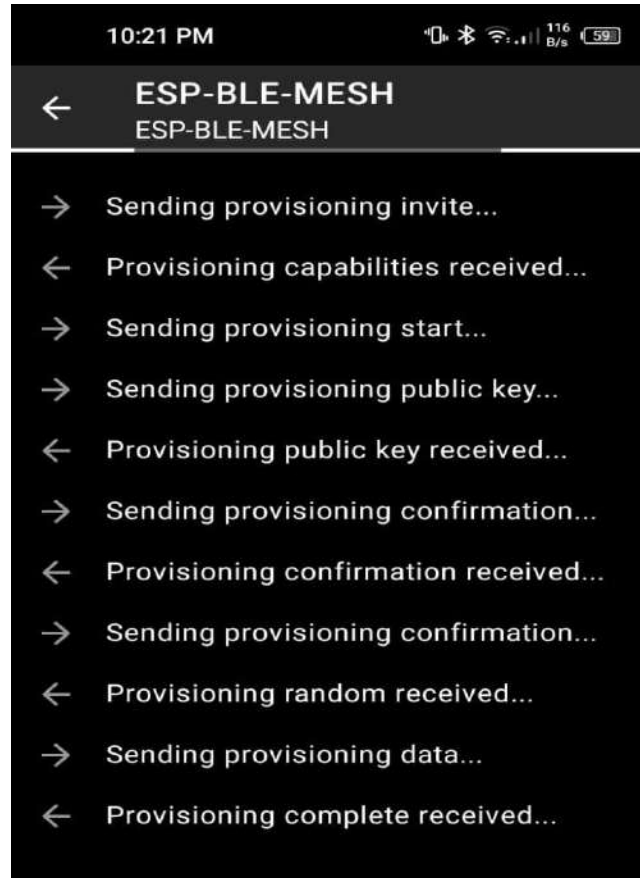 10:21 PM 116 B/s 59
ESP-BLE-MESH
ESP-BLE-MESH
Sending provisioning invite...
Provisioning capabilities received...
Sending provisioning start...
Sending provisioning public key...
Provisioning public key received...
Sending provisioning confirmation...
Provisioning confirmation received...
Sending provisioning confirmation...
Provisioning random received...
Sending provisioning data...
Provisioning complete received...